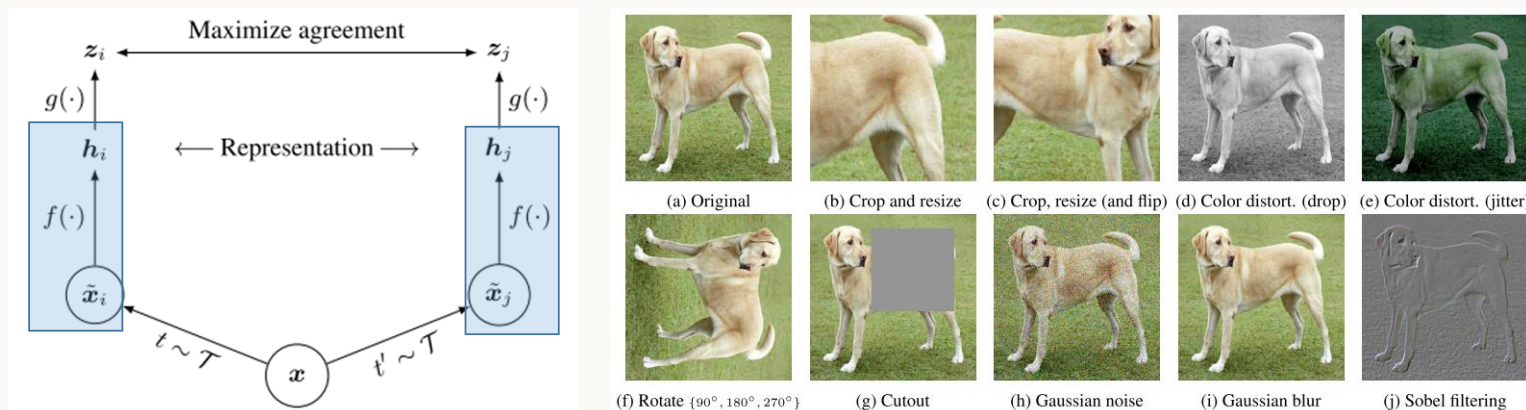 Maximize agreement
z_i
z_j
g(·)
g(·)
h_i
← Representation →
h_j
f(·)
f(·)
x̃_i
x̃_j
t ~ 𝒯
t' ~ 𝒯
x
(a) Original
(b) Crop and resize
(c) Crop, resize (and flip)
(d) Color distort. (drop)
(e) Color distort. (jitter)
(f) Rotate {90°, 180°, 270°}
(g) Cutout
(h) Gaussian noise
(i) Gaussian blur
(j) Sobel filtering